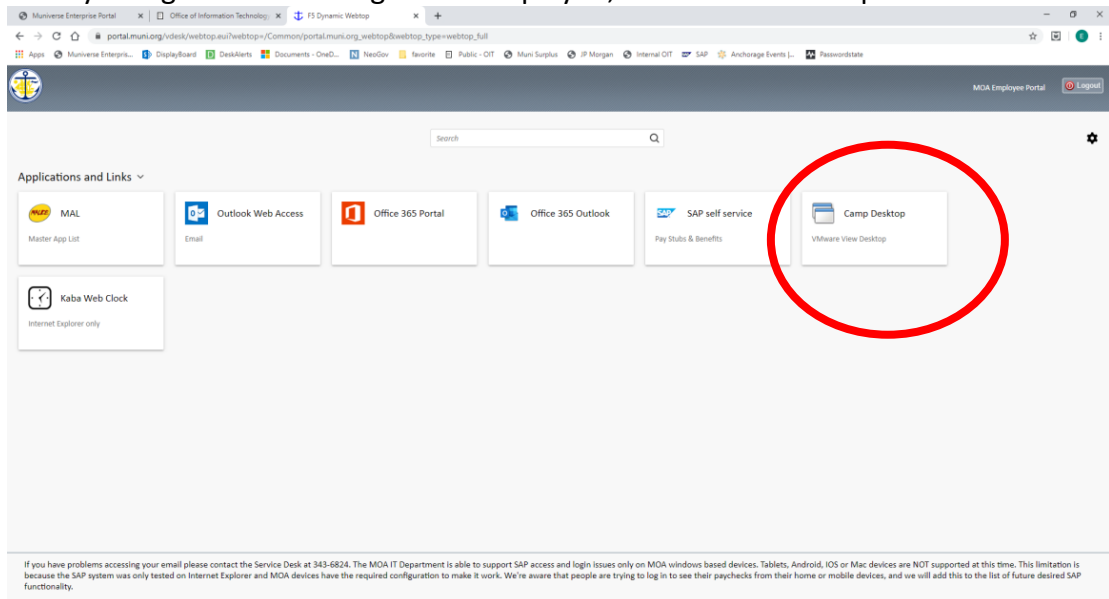 Muniverse Enterprise Portal
Office of Information Technology
F5 Dynamic Webtop
portal.muni.org/vdesk/webtop.eui?webtop=/Common/portal.muni.org_webtop&webtop_type=webtop_full
Apps Muniverse Enterpris... DisplayBoard DeskAlerts Documents - OneD... NeoGov favorite Public - OIT Muni Surplus JP Morgan Internal OIT SAP Anchorage Events |... Passwordstate
MOA Employee Portal Logout
Search
Applications and Links
MAL
Master App List
Outlook Web Access
Email
Office 365 Portal
Office 365 Outlook
SAP self service
Pay Stubs & Benefits
Camp Desktop
VMware View Desktop
Kaba Web Clock
Internet Explorer only
If you have problems accessing your email please contact the Service Desk at 343-6824. The MOA IT Department is able to support SAP access and login issues only on MOA windows based devices. Tablets, Android, IOS or Mac devices are NOT supported at this time. This limitation is
because the SAP system was only tested on Internet Explorer and MOA devices have the required configuration to make it work. We're aware that people are trying to log in to see their paychecks from their home or mobile devices, and we will add this to the list of future desired SAP
functionality.